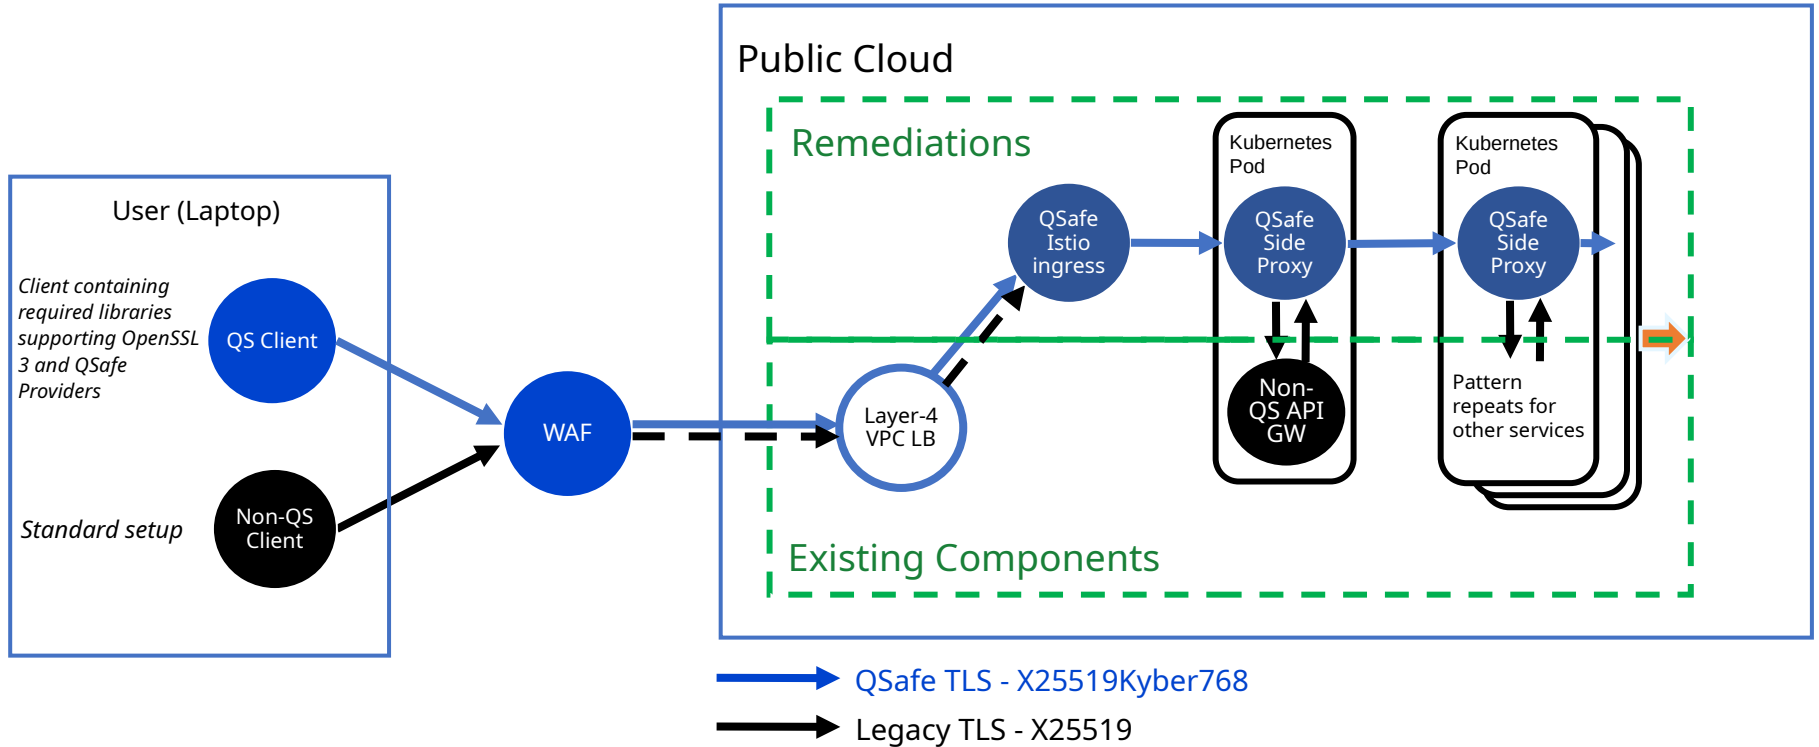 Public Cloud
Remediations
Kubernetes
Pod
Kubernetes
Pod
User (Laptop)
QSafe
Istio
ingress
QSafe
Side
Proxy
QSafe
Side
Proxy
Client containing
required libraries
supporting OpenSSL
3 and QSafe
Providers
QS Client
WAF
Layer-4
VPC LB
Non-
QS API
GW
Pattern
repeats for
other services
Standard setup
Non-QS
Client
Existing Components
QSafe TLS - X25519Kyber768
Legacy TLS - X25519